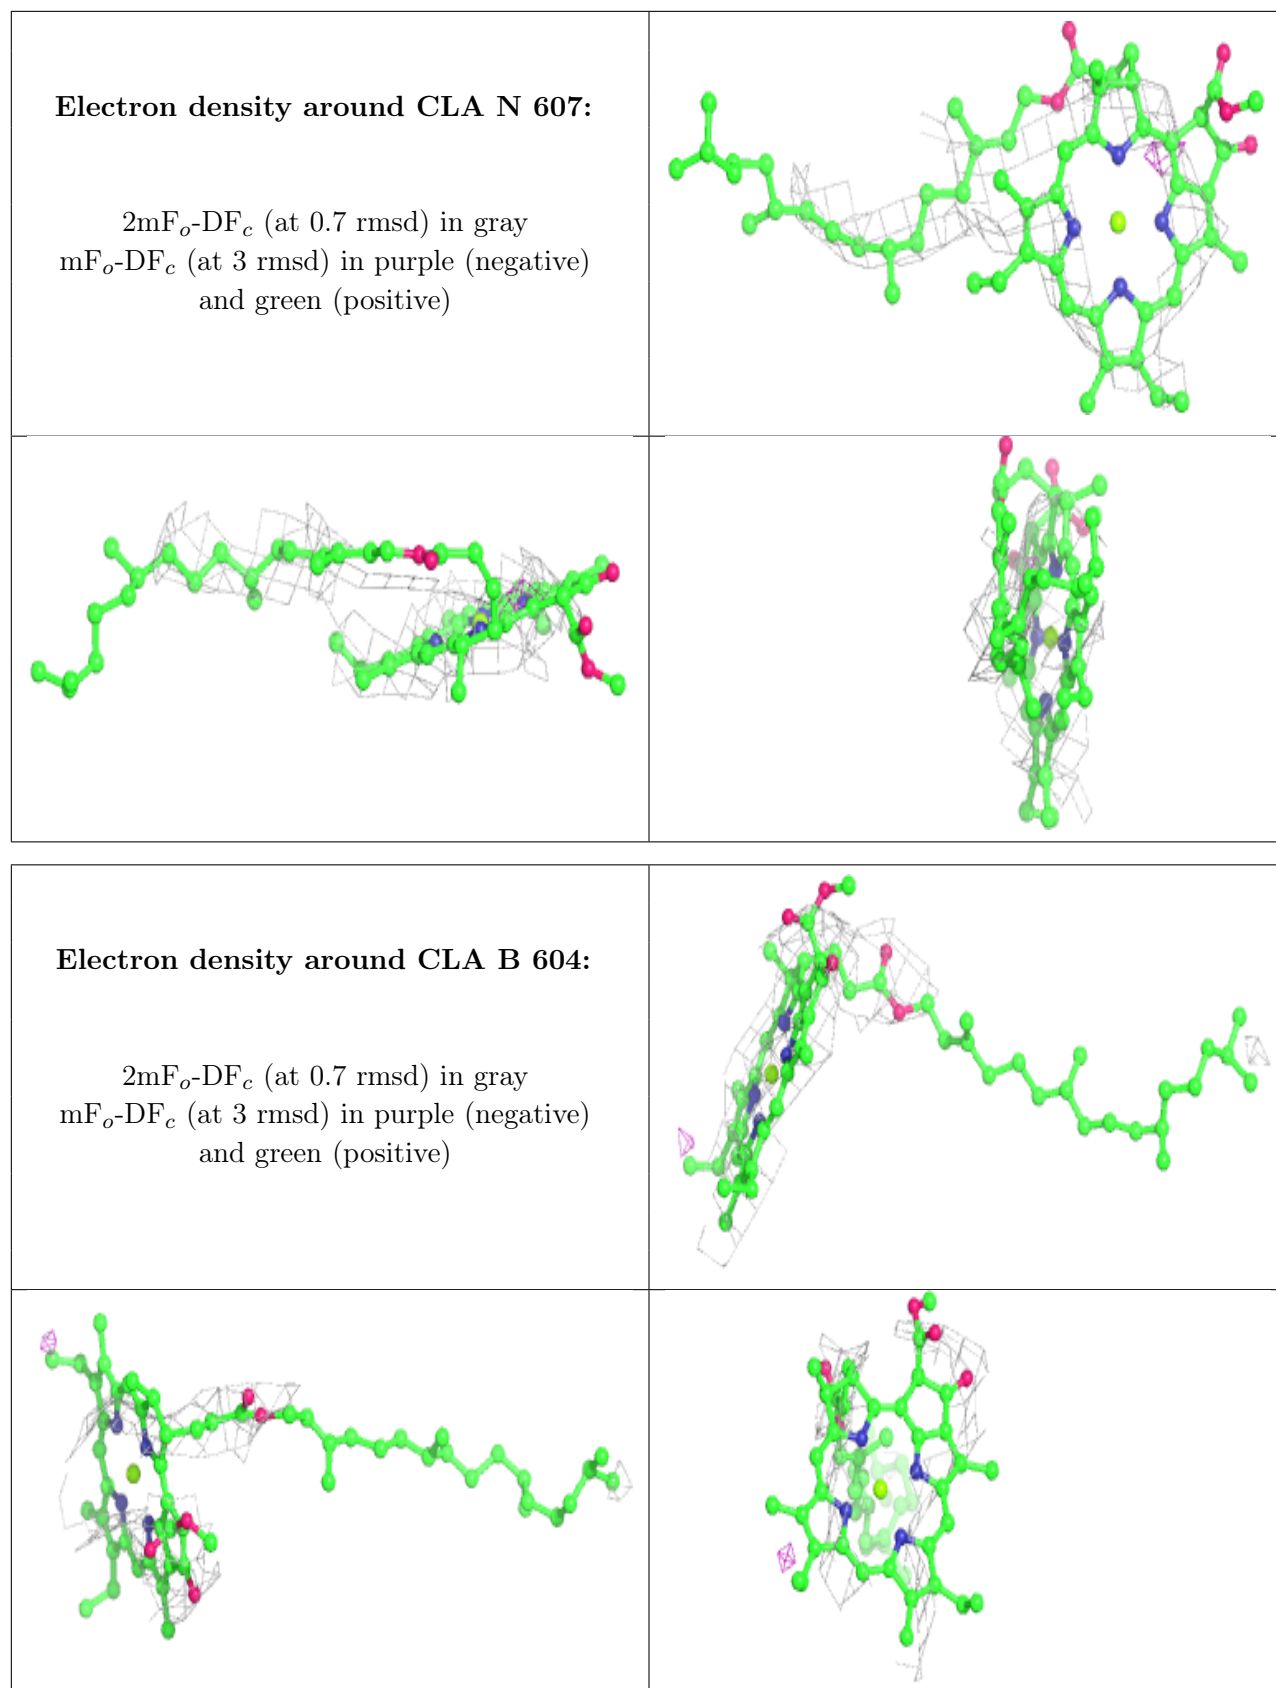 Electron density around CLA N 607:
2mFo-DFc (at 0.7 rmsd) in gray
mFo-DFc (at 3 rmsd) in purple (negative)
and green (positive)
Electron density around CLA B 604:
2mFo-DFc (at 0.7 rmsd) in gray
mFo-DFc (at 3 rmsd) in purple (negative)
and green (positive)